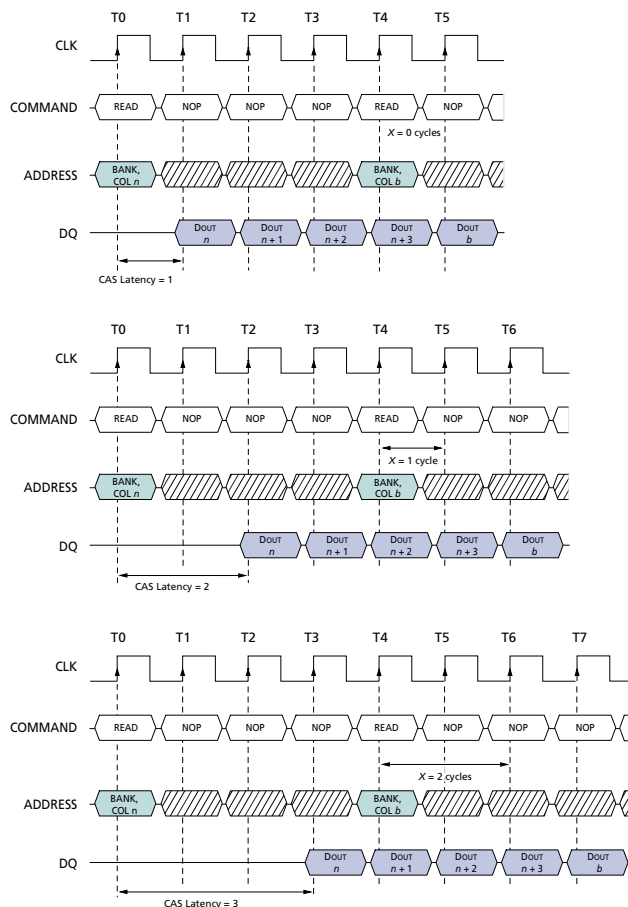 T0 T1 T2 T3 T4 T5
CLK
COMMAND READ NOP NOP NOP READ NOP
X = 0 cycles
ADDRESS BANK, COL n BANK, COL b
DQ DOUT n DOUT n + 1 DOUT n + 2 DOUT n + 3 DOUT b
CAS Latency = 1
T0 T1 T2 T3 T4 T5 T6
CLK
COMMAND READ NOP NOP NOP READ NOP NOP
X = 1 cycle
ADDRESS BANK, COL n BANK, COL b
DQ DOUT n DOUT n + 1 DOUT n + 2 DOUT n + 3 DOUT b
CAS Latency = 2
T0 T1 T2 T3 T4 T5 T6 T7
CLK
COMMAND READ NOP NOP NOP READ NOP NOP NOP
X = 2 cycles
ADDRESS BANK, COL n BANK, COL b
DQ DOUT n DOUT n + 1 DOUT n + 2 DOUT n + 3 DOUT b
CAS Latency = 3